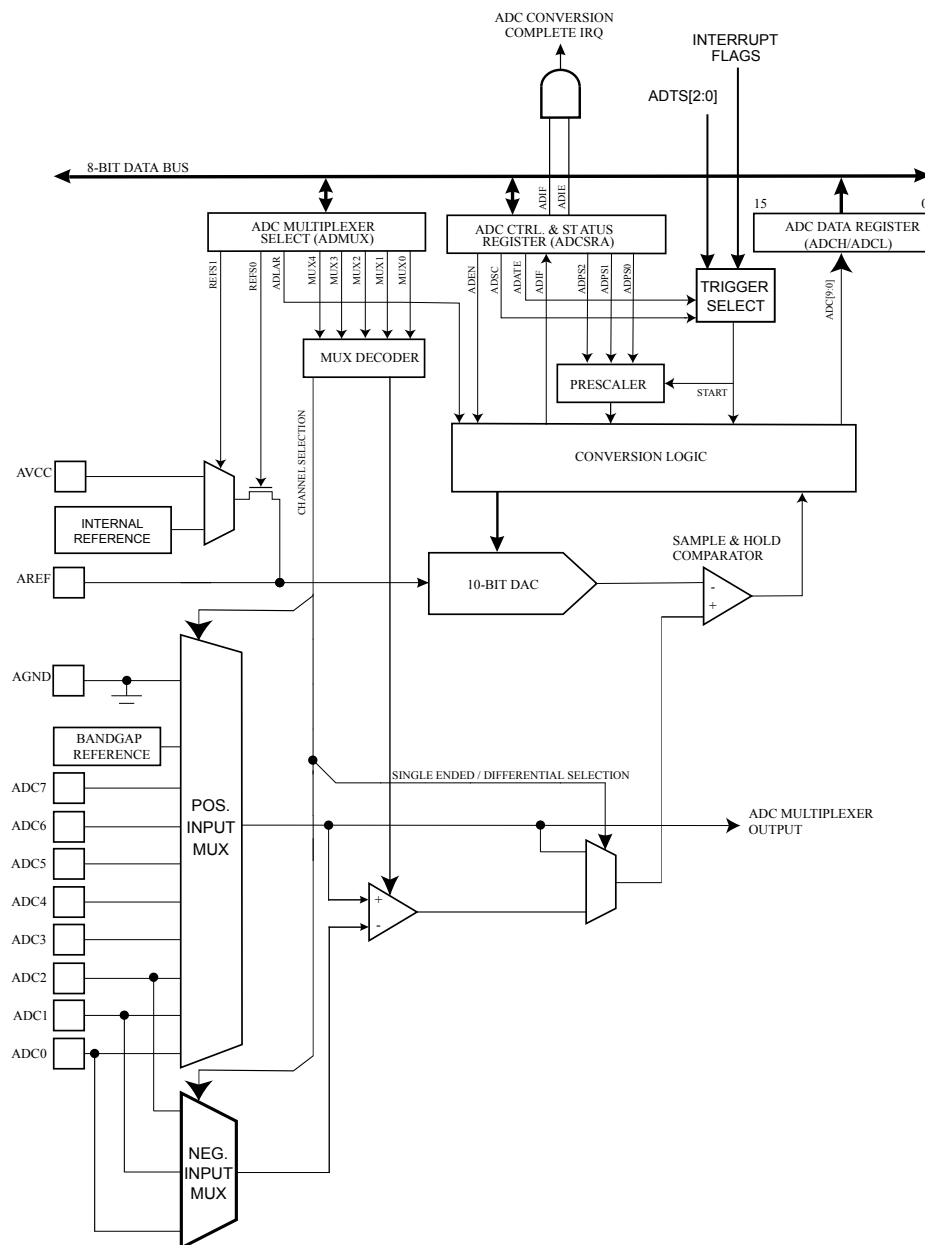 ADC CONVERSION
COMPLETE IRQ
INTERRUPT
FLAGS
ADTS[2:0]
8-BIT DATA BUS
ADIF
ADIE
15
0
ADC MULTIPLEXER
SELECT (ADMUX)
ADC CTRL. & STATUS
REGISTER (ADCSRA)
ADC DATA REGISTER
(ADCH/ADCL)
REFS1
REFS0
ADLAR
MUX4
MUX3
MUX2
MUX1
MUX0
ADEN
ADSC
ADATE
ADIF
ADPS2
ADPS1
ADPS0
TRIGGER
SELECT
ADC[9:0]
MUX DECODER
PRESCALER
START
CHANNEL SELECTION
CONVERSION LOGIC
AVCC
INTERNAL
REFERENCE
SAMPLE & HOLD
COMPARATOR
AREF
10-BIT DAC
-
+
AGND
BANDGAP
REFERENCE
SINGLE ENDED / DIFFERENTIAL SELECTION
ADC7
ADC6
ADC5
ADC4
ADC3
ADC2
ADC1
ADC0
POS.
INPUT
MUX
ADC MULTIPLEXER
OUTPUT
+
-
NEG.
INPUT
MUX